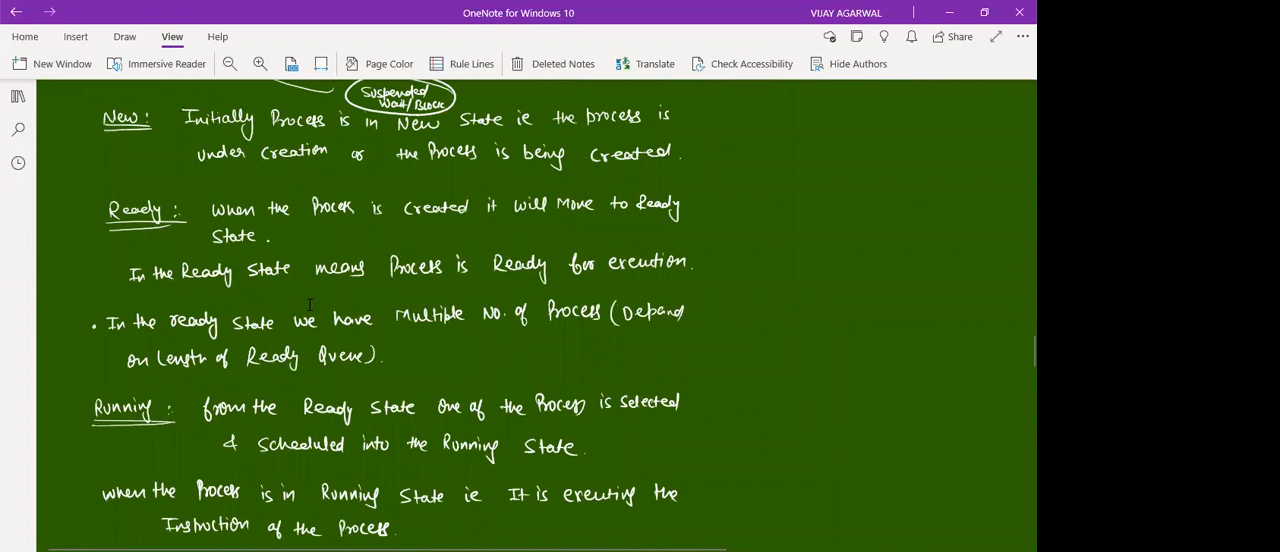 OneNote for Windows 10
VIJAY AGARWAL
Home Insert Draw View Help
Share
New Window Immersive Reader Page Color Rule Lines Deleted Notes Translate Check Accessibility Hide Authors
Suspended
Wait/Block
New: Initially Process is in New State ie the process is
under creation or the Process is being created.
Ready: when the Process is created it will Move to Ready
State.
In the Ready State means Process is Ready for execution.
. In the ready State we have Multiple No. of Process (Depend
on Length of Ready Queue).
Running: from the Ready State one of the Process is selected
& scheduled into the Running State.
when the Process is in Running State ie It is executing the
Instruction of the Process.